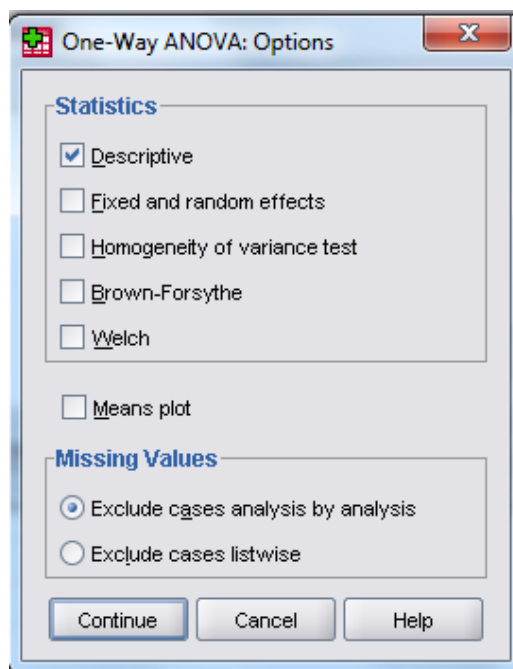 One-Way ANOVA: Options
Statistics
Descriptive
Fixed and random effects
Homogeneity of variance test
Brown-Forsythe
Welch
Means plot
Missing Values
Exclude cases analysis by analysis
Exclude cases listwise
Continue Cancel Help